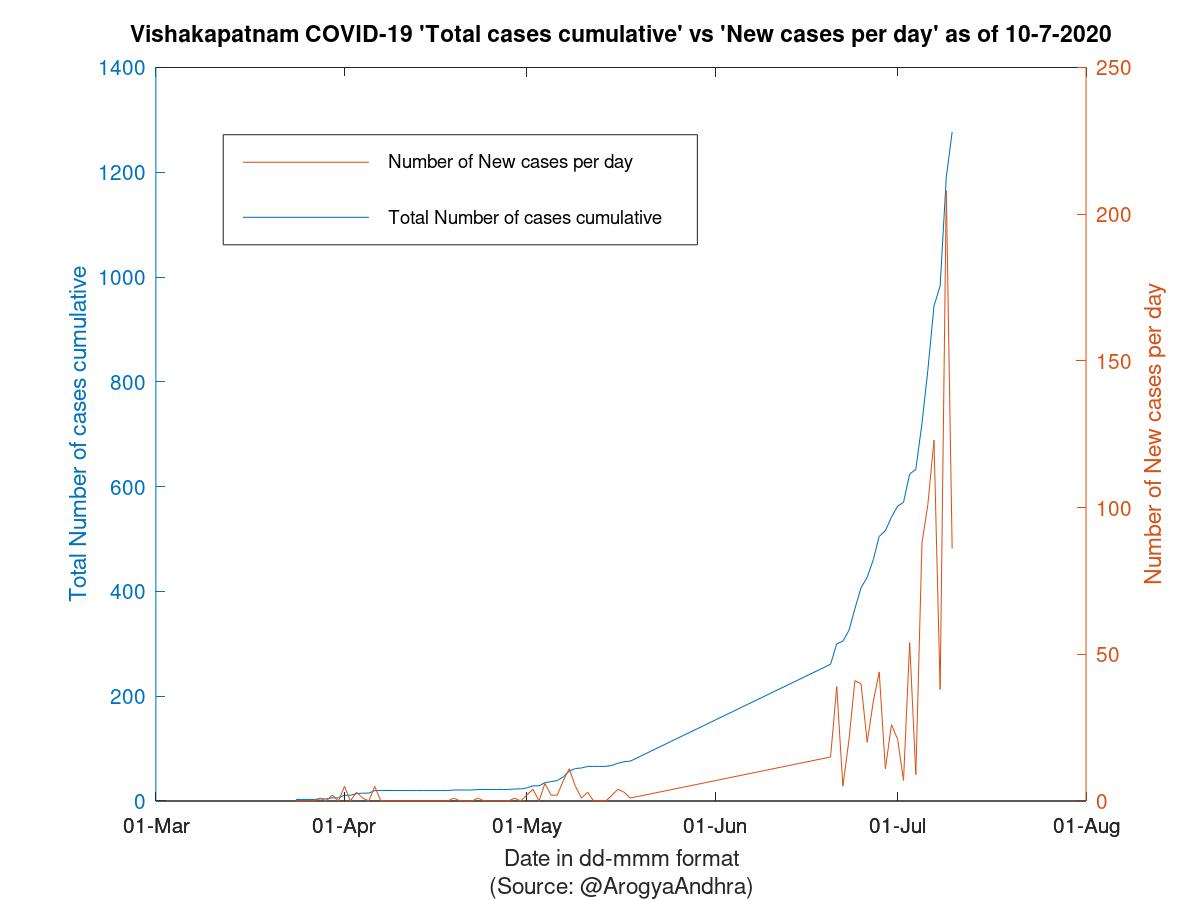 Vishakapatnam COVID-19 'Total cases cumulative' vs 'New cases per day' as of 10-7-2020
1400
1200
1000
800
600
400
200
0
Total Number of cases cumulative
250
200
150
100
50
0
Number of New cases per day
Number of New cases per day
Total Number of cases cumulative
01-Mar 01-Apr 01-May 01-Jun 01-Jul 01-Aug
Date in dd-mmm format
(Source: @ArogyaAndhra)